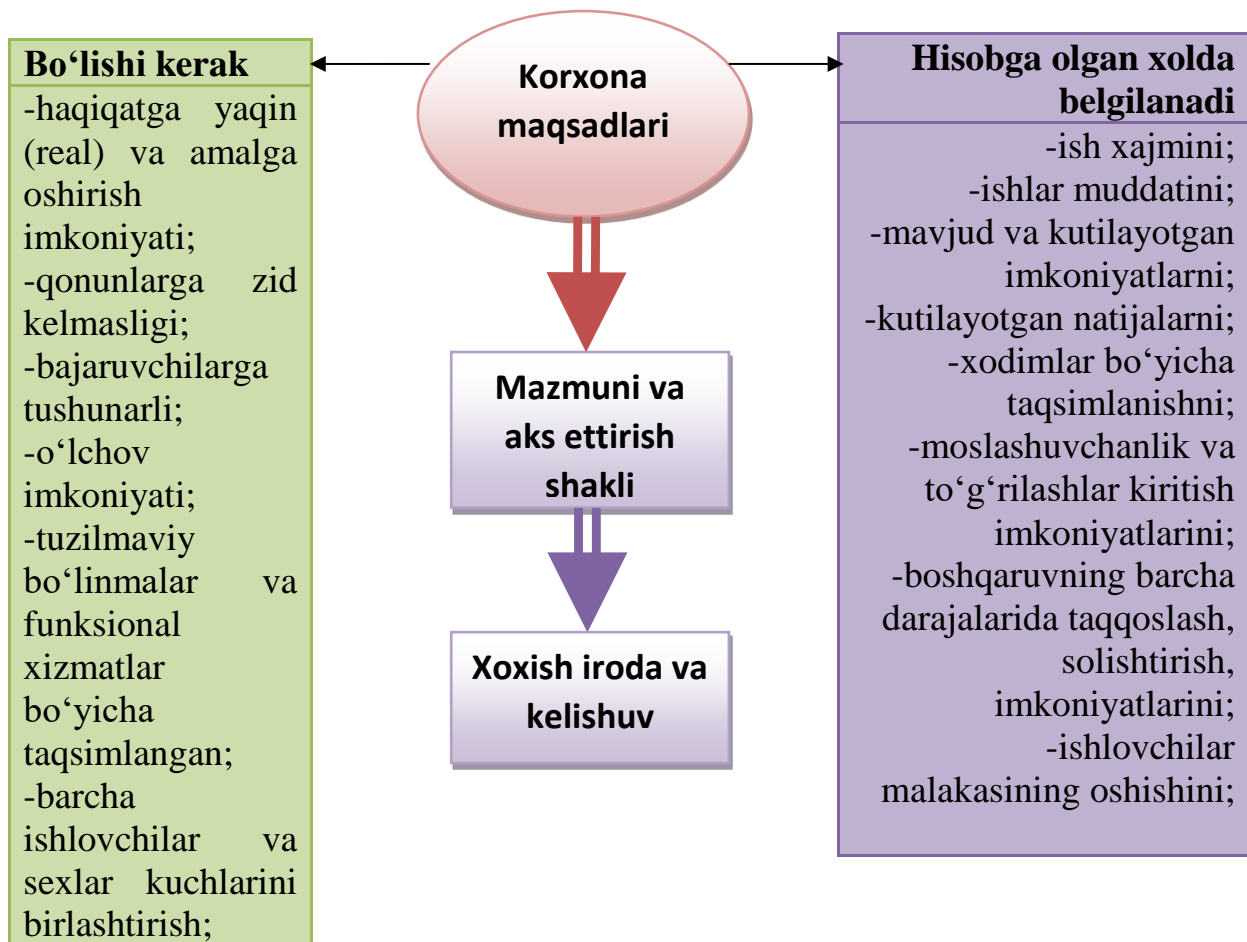 Bo‘lishi kerak
-haqiqatga yaqin
(real) va amalga
oshirish
imkoniyati;
-qonunlarga zid
kelmasligi;
-bajaruvchilarga
tushunarli;
-o‘lchov
imkoniyati;
-tuzilmaviy
bo‘linmalar va
funksional
xizmatlar
bo‘yicha
taqsimlangan;
-barcha
ishlovchilar va
sexlar kuchlarini
birlashtirish;
Korxona
maqsadlari
Mazmuni va
aks ettirish
shakli
Xoxish iroda va
kelishuv
Hisobga olgan xolda
belgilanadi
-ish xajmini;
-ishlar muddatini;
-mavjud va kutilayotgan
imkoniyatlarni;
-kutilayotgan natijalarni;
-xodimlar bo‘yicha
taqsimlanishni;
-moslashuvchanlik va
to‘g‘rilashlar kiritish
imkoniyatlarini;
-boshqaruvning barcha
darajalarida taqqoslash,
solishtirish,
imkoniyatlarini;
-ishlovchilar
malakasining oshishini;